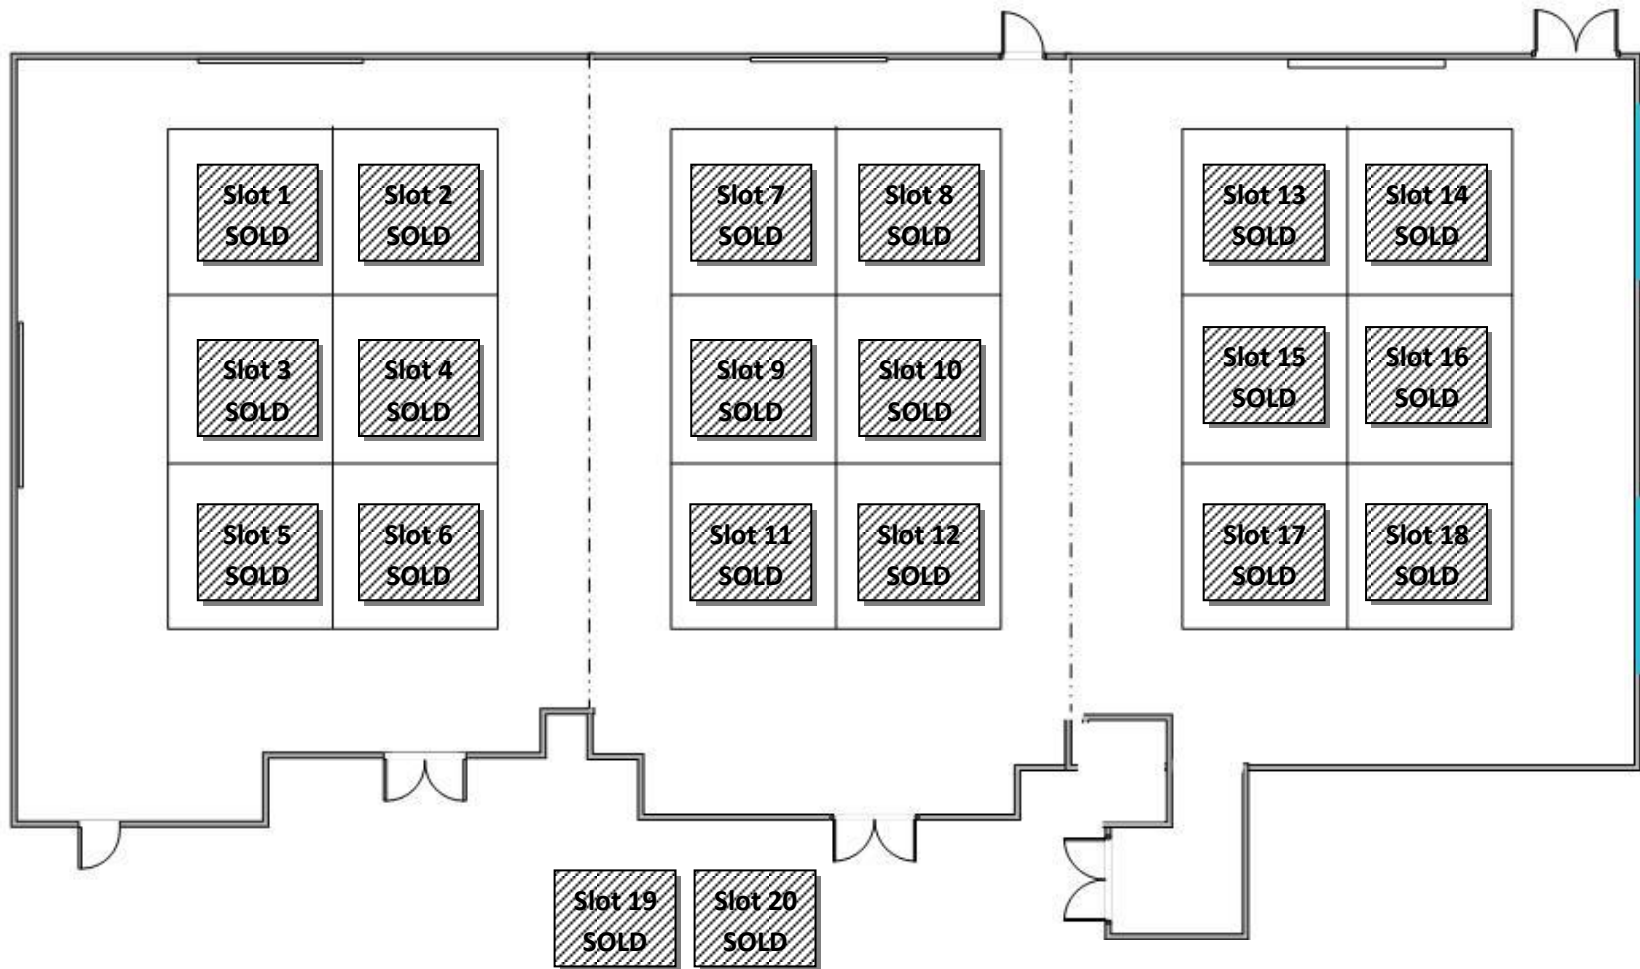 Slot 1
SOLD
Slot 2
SOLD
Slot 7
SOLD
Slot 8
SOLD
Slot 13
SOLD
Slot 14
SOLD
Slot 3
SOLD
Slot 4
SOLD
Slot 9
SOLD
Slot 10
SOLD
Slot 15
SOLD
Slot 16
SOLD
Slot 5
SOLD
Slot 6
SOLD
Slot 11
SOLD
Slot 12
SOLD
Slot 17
SOLD
Slot 18
SOLD
Slot 19
SOLD
Slot 20
SOLD